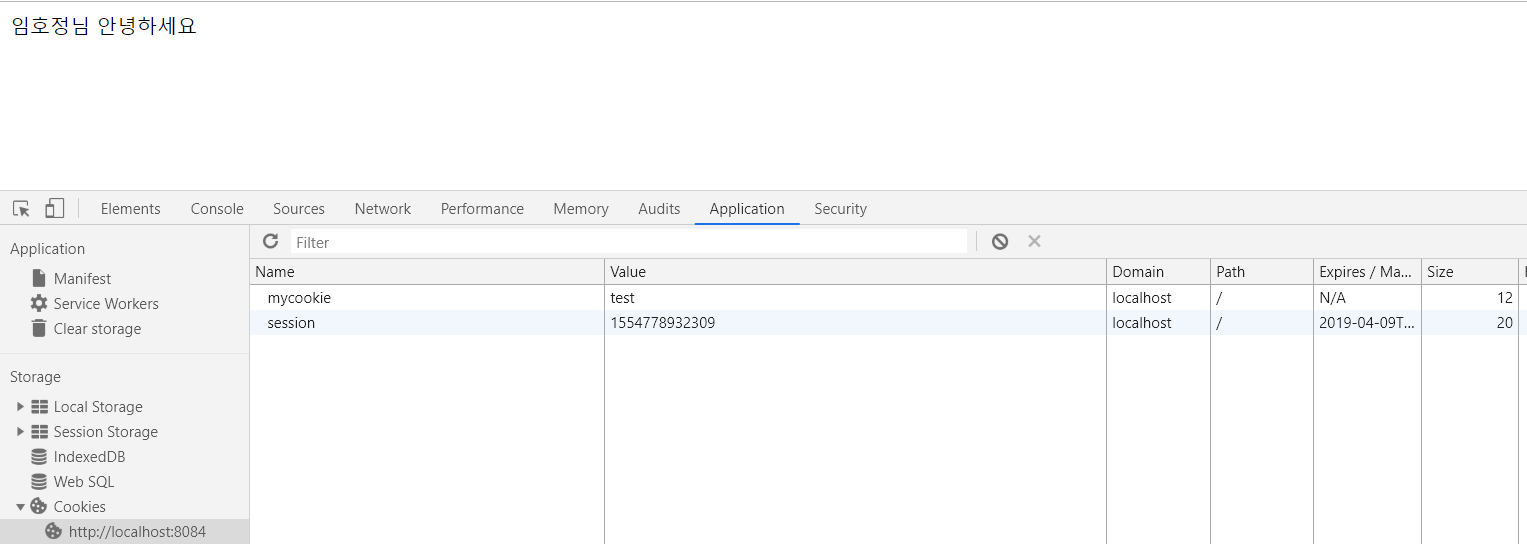 임호정님 안녕하세요
Elements Console Sources Network Performance Memory Audits Application Security
Application
Manifest
Service Workers
Clear storage
Storage
Local Storage
Session Storage
IndexedDB
Web SQL
Cookies
http://localhost:8084
Filter
Name Value Domain Path Expires / Ma... Size
mycookie test localhost / N/A 12
session 1554778932309 localhost / 2019-04-09T... 20